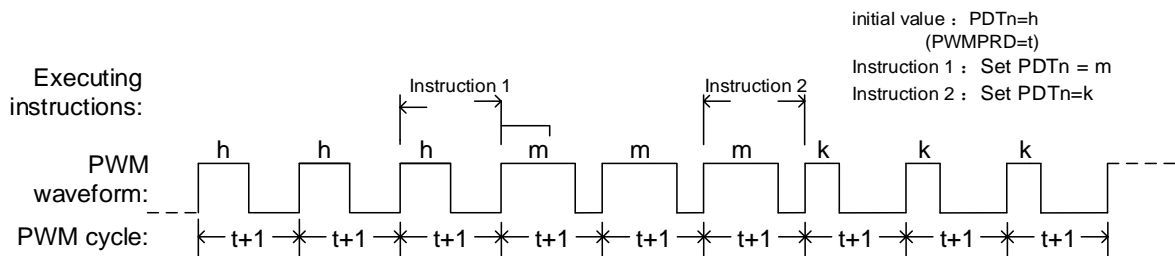 initial value： PDTn=h
(PWMPRD=t)
Instruction 1： Set PDTn = m
Instruction 2： Set PDTn=k
Executing
instructions:
Instruction 1
Instruction 2
h h h m m m k k k
PWM
waveform:
PWM cycle:
t+1 t+1 t+1 t+1 t+1 t+1 t+1 t+1 t+1